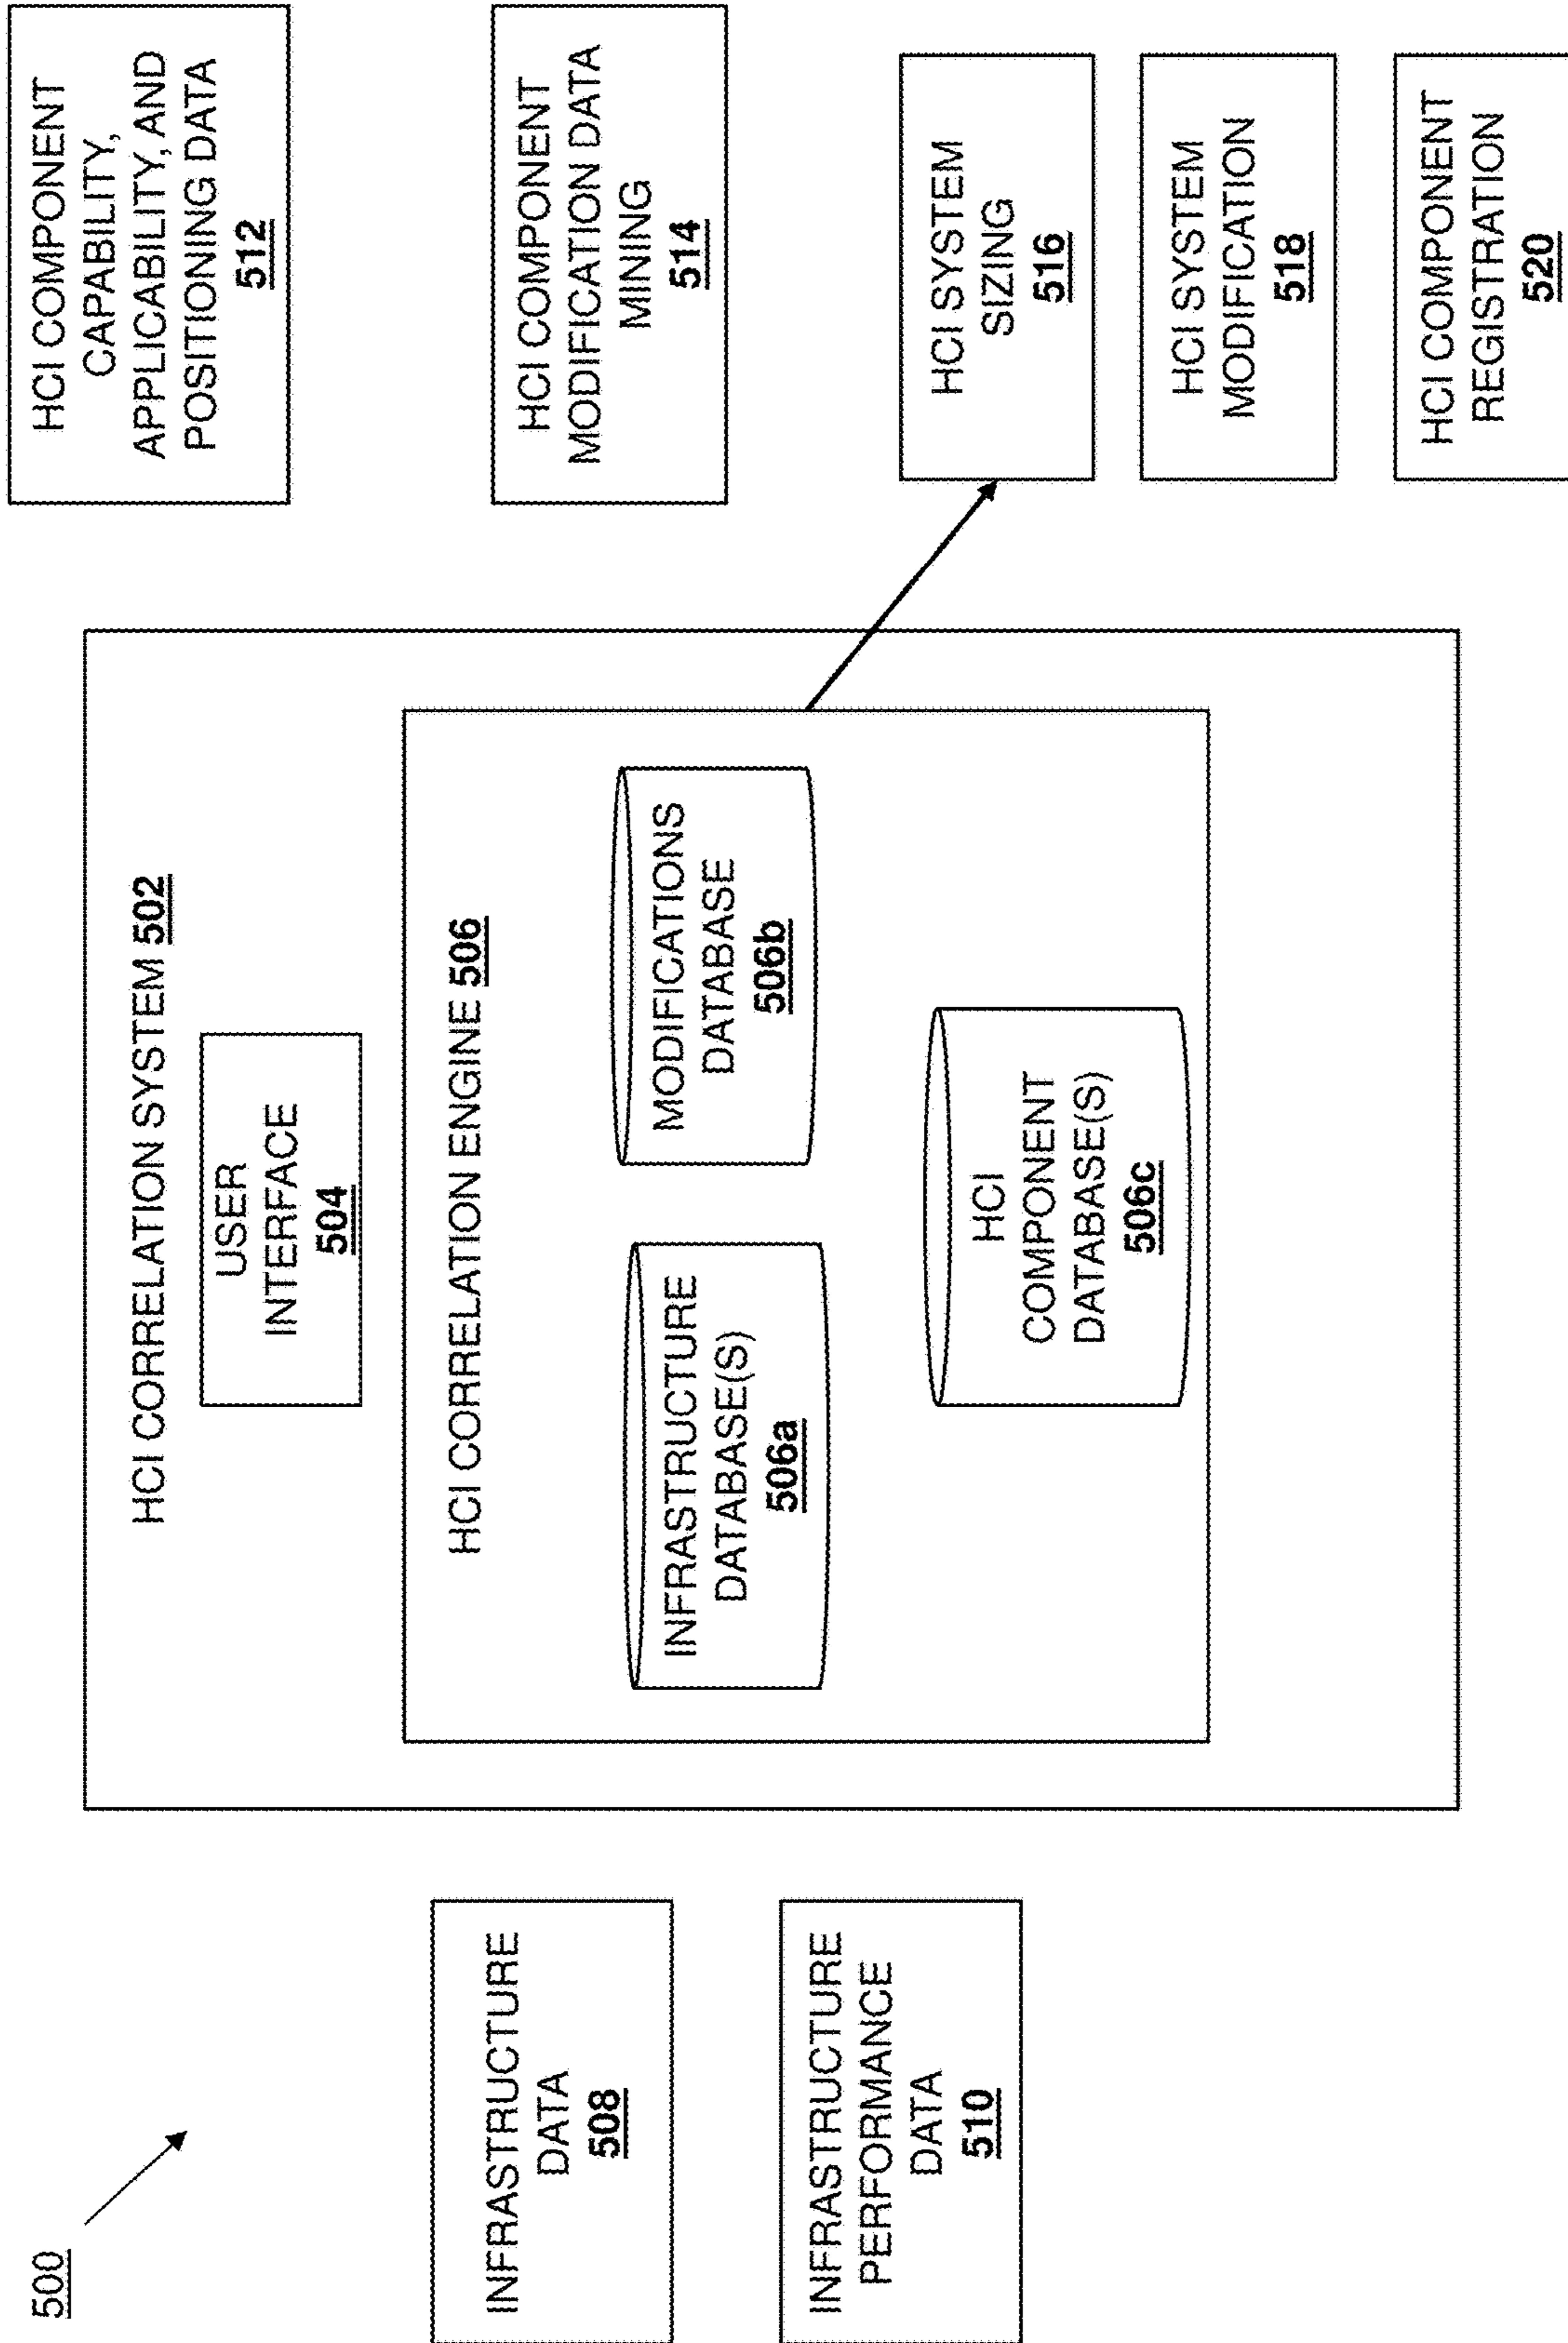 500
INFRASTRUCTURE
DATA
508
INFRASTRUCTURE
PERFORMANCE
DATA
510
HCI CORRELATION SYSTEM 502
USER
INTERFACE
504
HCI CORRELATION ENGINE 506
INFRASTRUCTURE
DATABASE(S)
506a
MODIFICATIONS
DATABASE
506b
HCI
COMPONENT
DATABASE(S)
506c
HCI COMPONENT
CAPABILITY,
APPLICABILITY, AND
POSITIONING DATA
512
HCI COMPONENT
MODIFICATION DATA
MINING
514
HCI SYSTEM
SIZING
516
HCI SYSTEM
MODIFICATION
518
HCI COMPONENT
REGISTRATION
520